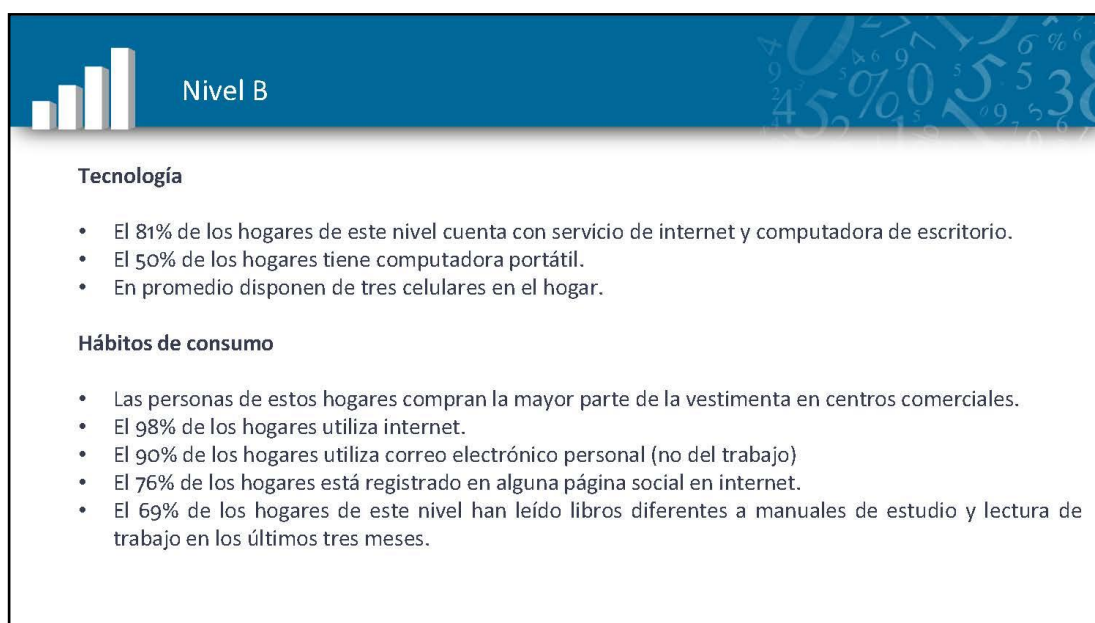 Nivel B
Tecnología
• El 81% de los hogares de este nivel cuenta con servicio de internet y computadora de escritorio.
• El 50% de los hogares tiene computadora portátil.
• En promedio disponen de tres celulares en el hogar.
Hábitos de consumo
• Las personas de estos hogares compran la mayor parte de la vestimenta en centros comerciales.
• El 98% de los hogares utiliza internet.
• El 90% de los hogares utiliza correo electrónico personal (no del trabajo)
• El 76% de los hogares está registrado en alguna página social en internet.
• El 69% de los hogares de este nivel han leído libros diferentes a manuales de estudio y lectura de
trabajo en los últimos tres meses.